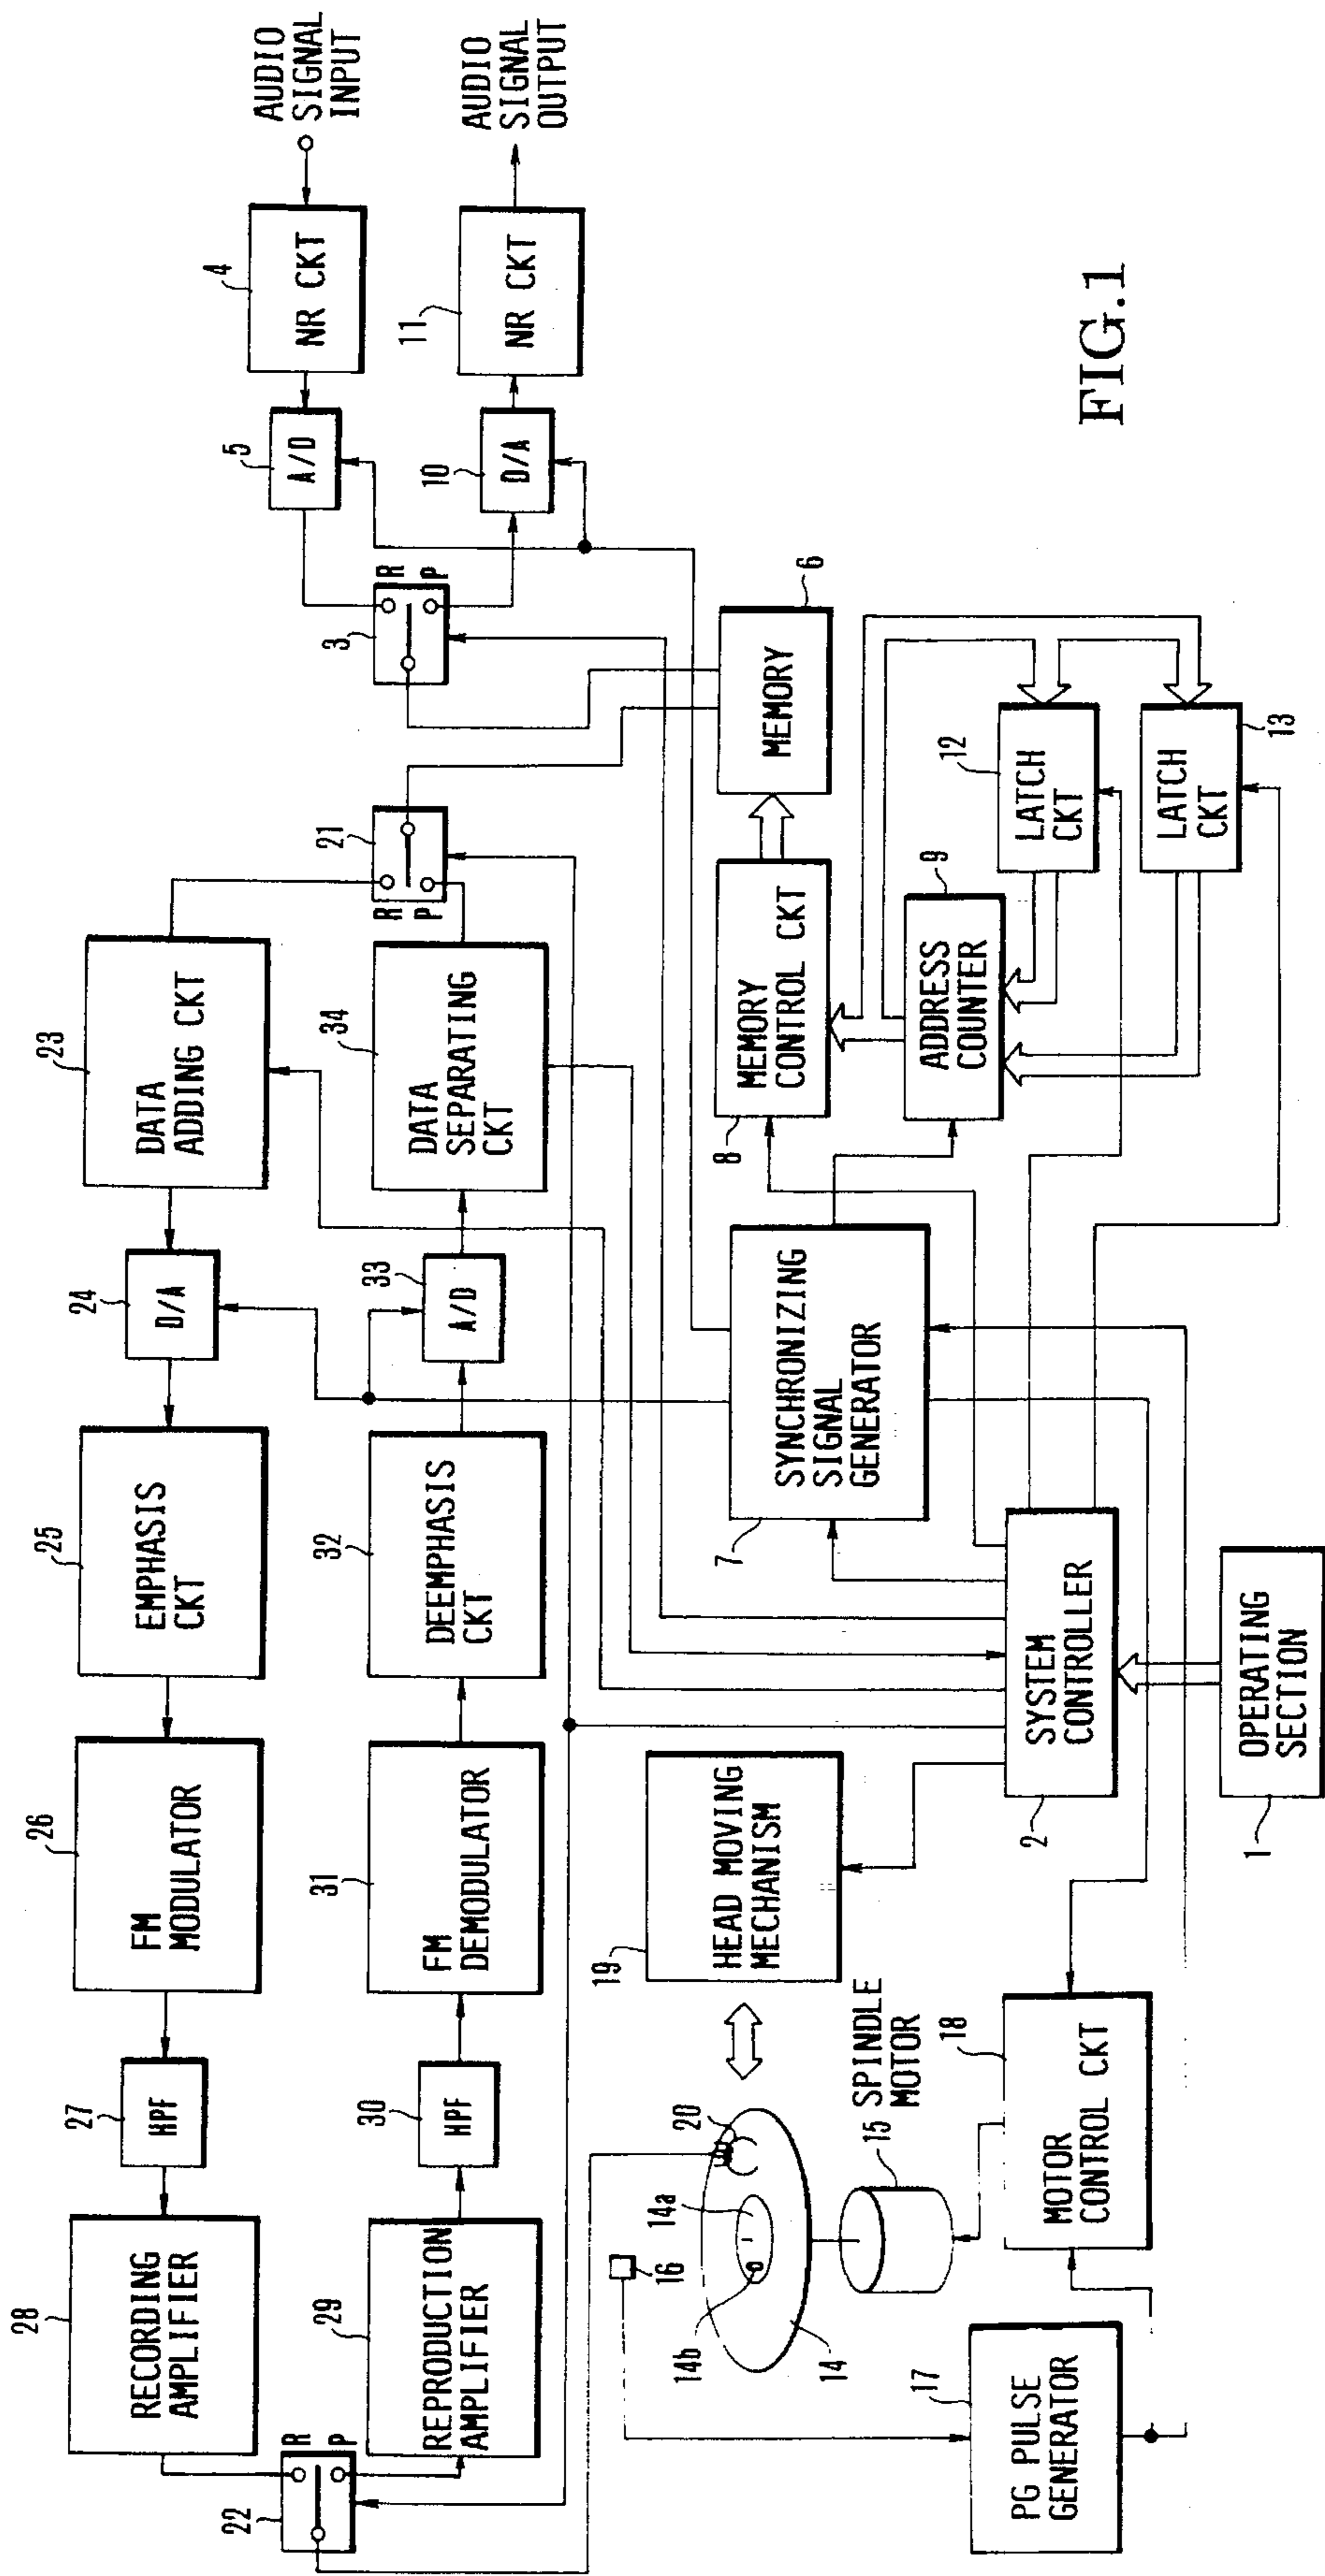 28
RECORDING
AMPLIFIER
27
HPF
26
FM
MODULATOR
25
EMPHASIS
CKT
24
D/A
23
DATA
ADDING CKT
22
R
P
29
REPRODUCTION
AMPLIFIER
30
HPF
31
FM
DEMODULATOR
32
DEEMPHASIS
CKT
33
A/D
34
DATA
SEPARATING
CKT
21
R
P
3
R
P
5
A/D
4
NR CKT
AUDIO
SIGNAL
INPUT
10
D/A
11
NR CKT
AUDIO
SIGNAL
OUTPUT
16
14b
14a
20
14
15
SPINDLE
MOTOR
19
HEAD MOVING
MECHANISM
7
SYNCHRONIZING
SIGNAL
GENERATOR
8
MEMORY
CONTROL CKT
MEMORY
6
ADDRESS
COUNTER
9
12
LATCH
CKT
LATCH
CKT
13
17
PG PULSE
GENERATOR
18
MOTOR
CONTROL CKT
2
SYSTEM
CONTROLLER
1
OPERATING
SECTION
FIG.1